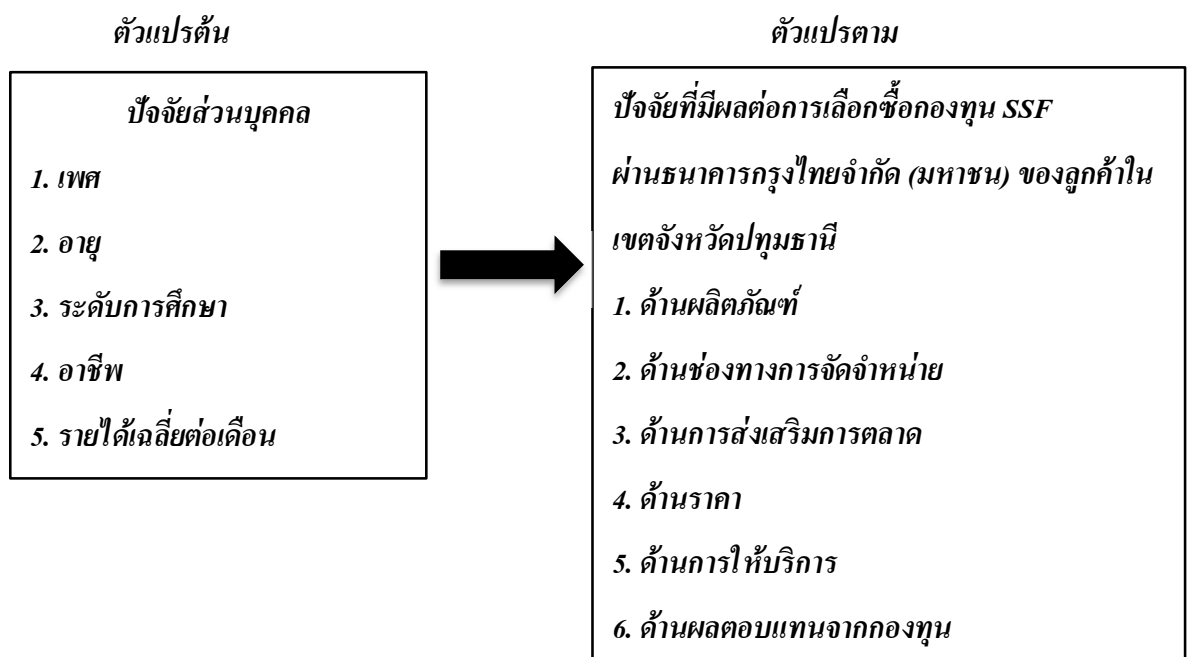 ตัวแปรต้น
ปัจจัยส่วนบุคคล
1. เพศ
2. อายุ
3. ระดับการศึกษา
4. อาชีพ
5. รายได้เฉลี่ยต่อเดือน
ตัวแปรตาม
ปัจจัยที่มีผลต่อการเลือกซื้อกองทุน SSF
ผ่านธนาคารกรุงไทยจำกัด (มหาชน) ของลูกค้าใน
เขตจังหวัดปทุมธานี
1. ด้านผลิตภัณฑ์
2. ด้านช่องทางการจัดจำหน่าย
3. ด้านการส่งเสริมการตลาด
4. ด้านราคา
5. ด้านการให้บริการ
6. ด้านผลตอบแทนจากกองทุน